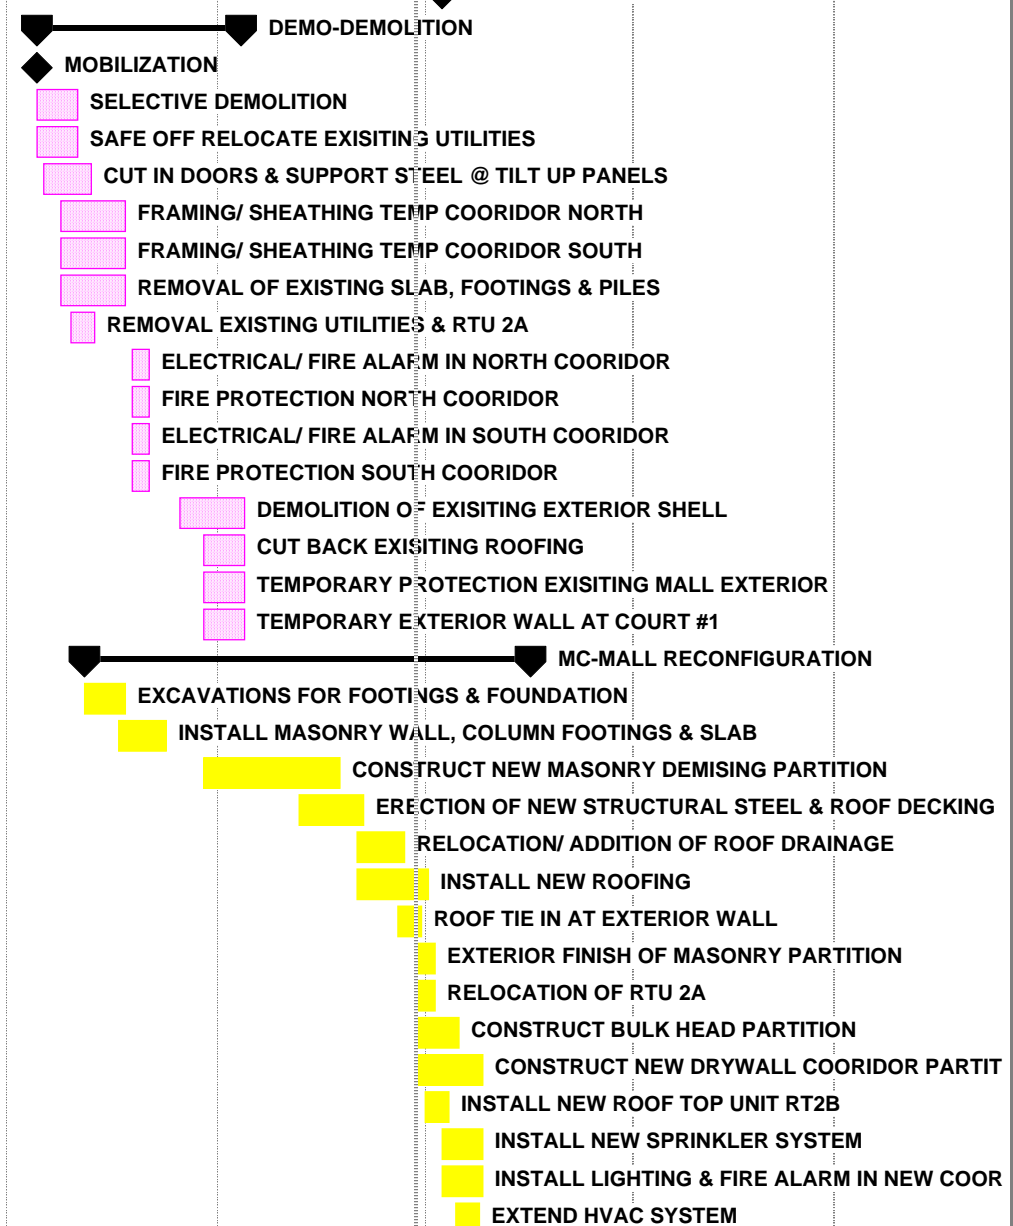 DEMO-DEMOLITION
MOBILIZATION
SELECTIVE DEMOLITION
SAFE OFF RELOCATE EXISITING UTILITIES
CUT IN DOORS & SUPPORT STEEL @ TILT UP PANELS
FRAMING/ SHEATHING TEMP COORIDOR NORTH
FRAMING/ SHEATHING TEMP COORIDOR SOUTH
REMOVAL OF EXISTING SLAB, FOOTINGS & PILES
REMOVAL EXISTING UTILITIES & RTU 2A
ELECTRICAL/ FIRE ALARM IN NORTH COORIDOR
FIRE PROTECTION NORTH COORIDOR
ELECTRICAL/ FIRE ALARM IN SOUTH COORIDOR
FIRE PROTECTION SOUTH COORIDOR
DEMOLITION OF EXISITING EXTERIOR SHELL
CUT BACK EXISITING ROOFING
TEMPORARY PROTECTION EXISITING MALL EXTERIOR
TEMPORARY EXTERIOR WALL AT COURT #1
MC-MALL RECONFIGURATION
EXCAVATIONS FOR FOOTINGS & FOUNDATION
INSTALL MASONRY WALL, COLUMN FOOTINGS & SLAB
CONSTRUCT NEW MASONRY DEMISING PARTITION
ERECTION OF NEW STRUCTURAL STEEL & ROOF DECKING
RELOCATION/ ADDITION OF ROOF DRAINAGE
INSTALL NEW ROOFING
ROOF TIE IN AT EXTERIOR WALL
EXTERIOR FINISH OF MASONRY PARTITION
RELOCATION OF RTU 2A
CONSTRUCT BULK HEAD PARTITION
CONSTRUCT NEW DRYWALL COORIDOR PARTIT
INSTALL NEW ROOF TOP UNIT RT2B
INSTALL NEW SPRINKLER SYSTEM
INSTALL LIGHTING & FIRE ALARM IN NEW COOR
EXTEND HVAC SYSTEM